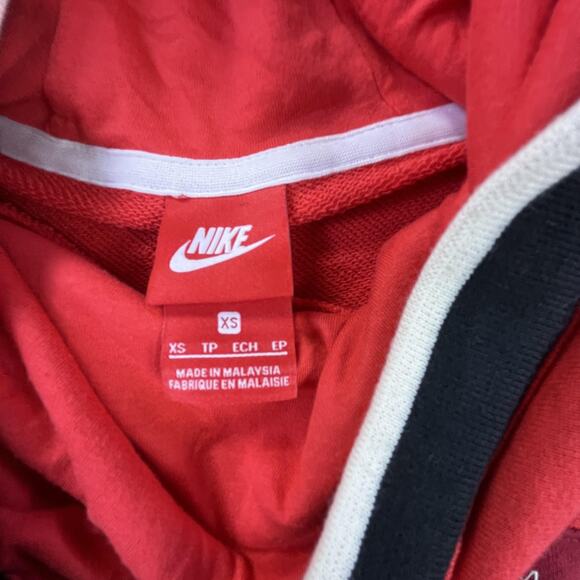 NIKE
XS
XS TP ECH EP
MADE IN MALAYSIA
FABRIQUE EN MALAISIE